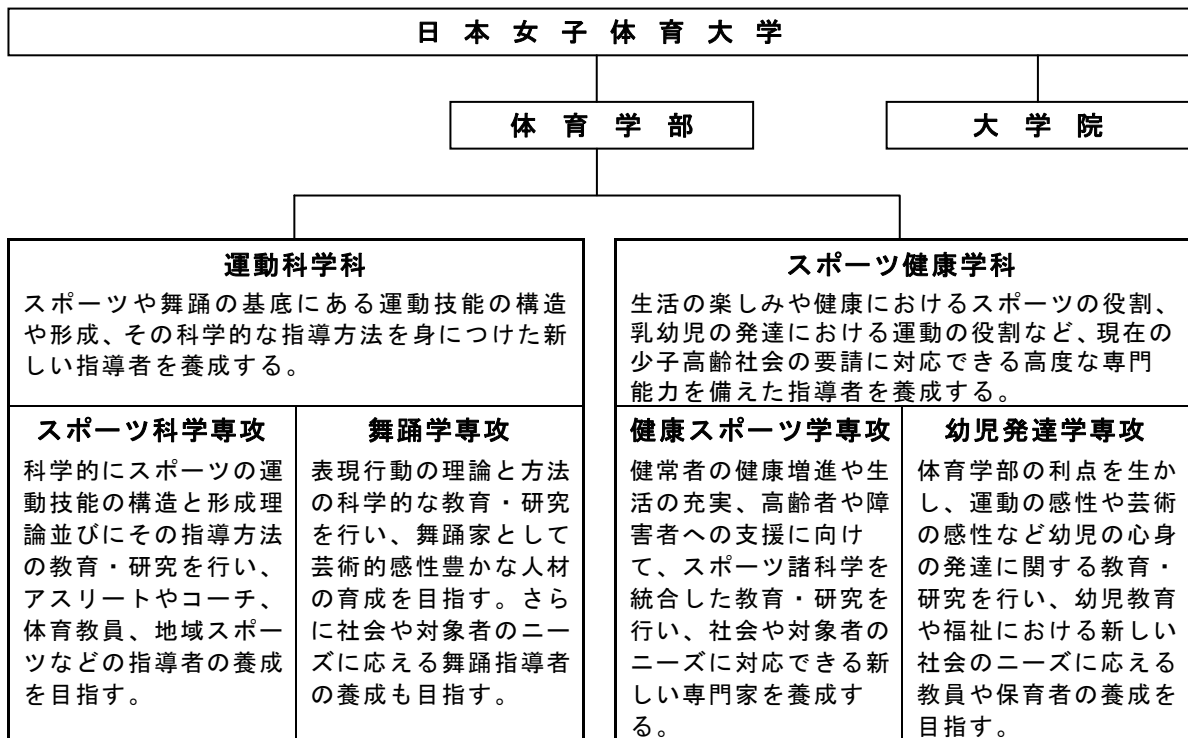 日本女子体育大学
体育学部
大学院
運動科学科
スポーツや舞踊の基底にある運動技能の構造
や形成、その科学的な指導方法を身につけた新
しい指導者を養成する。
スポーツ科学専攻
科学的にスポーツの運
動技能の構造と形成理
論並びにその指導方法
の教育・研究を行い、
アスリートやコーチ、
体育教員、地域スポー
ツなどの指導者の養成
を目指す。
舞踊学専攻
表現行動の理論と方法
の科学的な教育・研究
を行い、舞踊家として
芸術的感性豊かな人材
の育成を目指す。さら
に社会や対象者のニー
ズに応える舞踊指導者
の養成も目指す。
スポーツ健康学科
生活の楽しみや健康におけるスポーツの役割、
乳幼児の発達における運動の役割など、現在の
少子高齢社会の要請に対応できる高度な専門
能力を備えた指導者を養成する。
健康スポーツ学専攻
健常者の健康増進や生
活の充実、高齢者や障
害者への支援に向け
て、スポーツ諸科学を
統合した教育・研究を
行い、社会や対象者の
ニーズに対応できる新
しい専門家を養成す
る。
幼児発達学専攻
体育学部の利点を生か
し、運動の感性や芸術
の感性など幼児の心身
の発達に関する教育・
研究を行い、幼児教育
や福祉における新しい
社会のニーズに応える
教員や保育者の養成を
目指す。